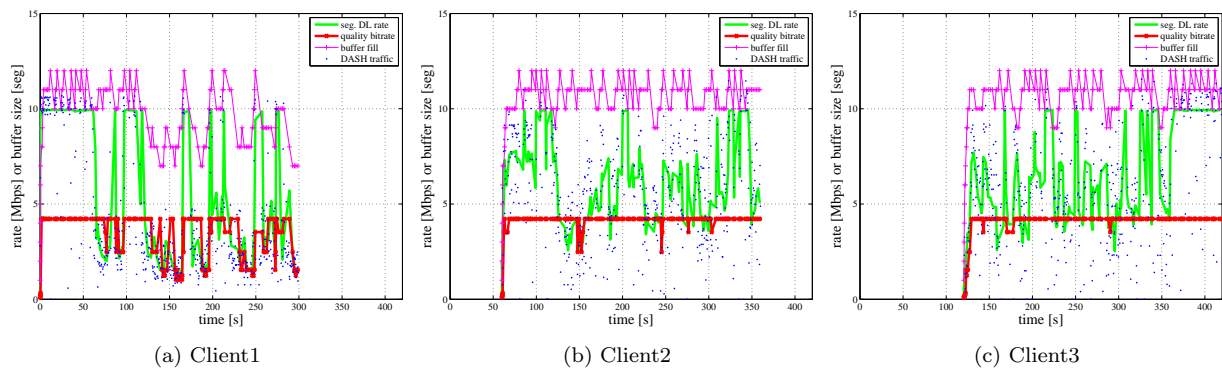 15
10
5
0
rate [Mbps] or buffer size [seg]
seg. DL rate
quality bitrate
buffer fill
DASH traffic
0 50 100 150 200 250 300 350 400
time [s]
(a) Client1
15
10
5
0
rate [Mbps] or buffer size [seg]
seg. DL rate
quality bitrate
buffer fill
DASH traffic
0 50 100 150 200 250 300 350 400
time [s]
(b) Client2
15
10
5
0
rate [Mbps] or buffer size [seg]
seg. DL rate
quality bitrate
buffer fill
DASH traffic
0 50 100 150 200 250 300 350 400
time [s]
(c) Client3